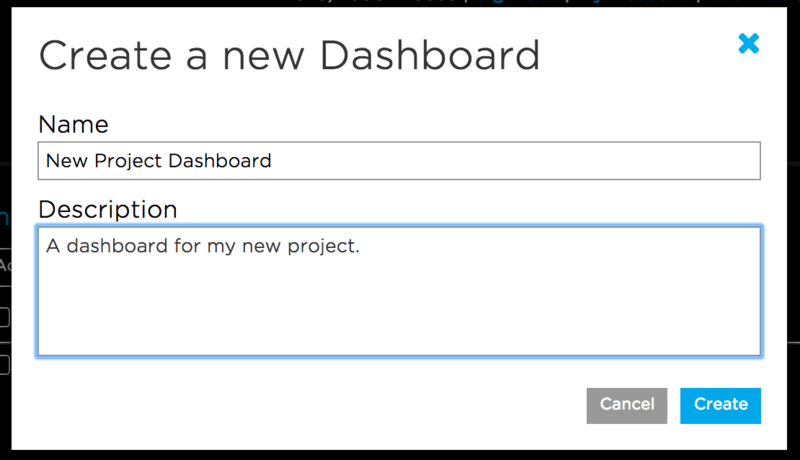 Create a new Dashboard
Name
New Project Dashboard
Description
A dashboard for my new project.
Cancel
Create